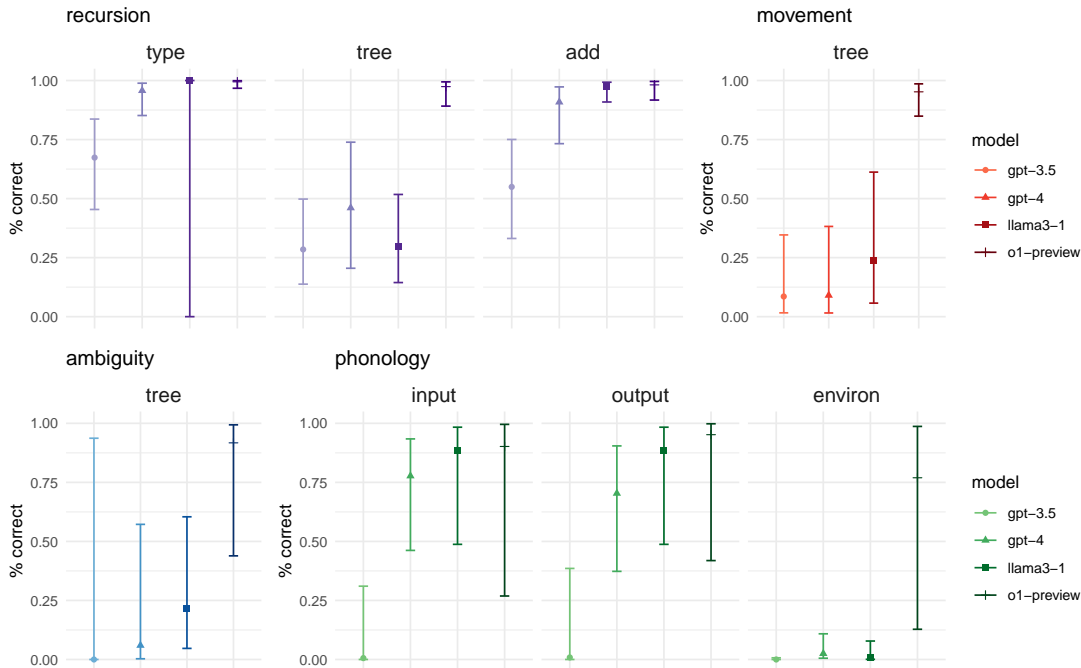 recursion
movement
type
tree
add
tree
% correct
1.00
0.75
0.50
0.25
0.00
% correct
1.00
0.75
0.50
0.25
0.00
model
gpt−3.5
gpt−4
llama3−1
o1−preview
ambiguity
phonology
tree
input
output
environ
% correct
1.00
0.75
0.50
0.25
0.00
% correct
1.00
0.75
0.50
0.25
0.00
model
gpt−3.5
gpt−4
llama3−1
o1−preview